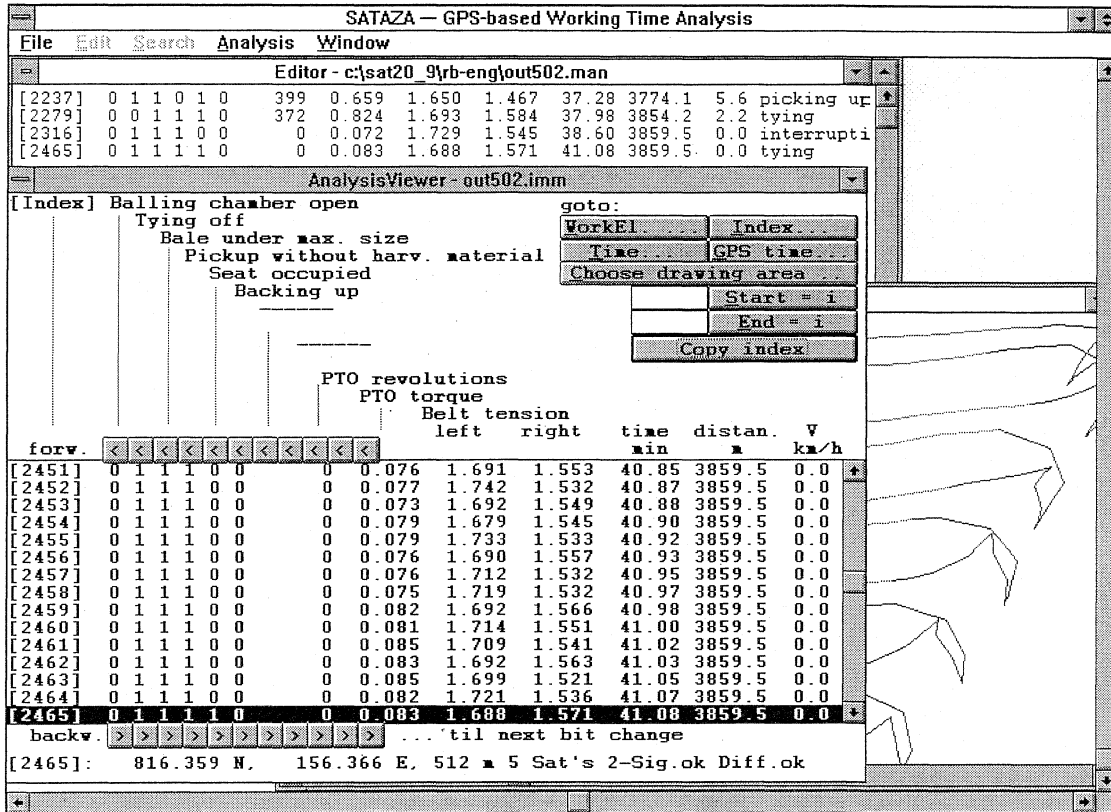 SATAZA — GPS-based Working Time Analysis
File Edit Search Analysis Window
Editor - c:\sat20_9\rb-eng\out502.man
[2237] 0 1 1 0 1 0 399 0.659 1.650 1.467 37.28 3774.1 5.6 picking up
[2279] 0 0 1 1 1 0 372 0.824 1.693 1.584 37.98 3854.2 2.2 tying
[2316] 0 1 1 1 0 0 0 0.072 1.729 1.545 38.60 3859.5 0.0 interrupti
[2465] 0 1 1 1 1 0 0 0.083 1.688 1.571 41.08 3859.5 0.0 tying
AnalysisViewer - out502.imm
[Index] Balling chamber open
Tying off
Bale under max. size
Pickup without harv. material
Seat occupied
Backing up
goto:
WorkEl. ... Index...
Time... GPS time...
Choose drawing area ..
Start = i
End = i
Copy index
------
------
PTO revolutions
PTO torque
Belt tension
left right time distan. V
forw. < < < < < < < < < < < min m km/h
[2451] 0 1 1 1 0 0 0 0.076 1.691 1.553 40.85 3859.5 0.0
[2452] 0 1 1 1 0 0 0 0.077 1.742 1.532 40.87 3859.5 0.0
[2453] 0 1 1 1 0 0 0 0.073 1.692 1.549 40.88 3859.5 0.0
[2454] 0 1 1 1 0 0 0 0.079 1.679 1.545 40.90 3859.5 0.0
[2455] 0 1 1 1 0 0 0 0.079 1.733 1.533 40.92 3859.5 0.0
[2456] 0 1 1 1 0 0 0 0.076 1.690 1.557 40.93 3859.5 0.0
[2457] 0 1 1 1 0 0 0 0.076 1.712 1.532 40.95 3859.5 0.0
[2458] 0 1 1 1 0 0 0 0.075 1.719 1.532 40.97 3859.5 0.0
[2459] 0 1 1 1 0 0 0 0.082 1.692 1.566 40.98 3859.5 0.0
[2460] 0 1 1 1 0 0 0 0.081 1.714 1.551 41.00 3859.5 0.0
[2461] 0 1 1 1 0 0 0 0.085 1.709 1.541 41.02 3859.5 0.0
[2462] 0 1 1 1 0 0 0 0.083 1.692 1.563 41.03 3859.5 0.0
[2463] 0 1 1 1 0 0 0 0.085 1.699 1.521 41.05 3859.5 0.0
[2464] 0 1 1 1 0 0 0 0.082 1.721 1.536 41.07 3859.5 0.0
[2465] 0 1 1 1 1 0 0 0.083 1.688 1.571 41.08 3859.5 0.0
backw. > > > > > > > > > > > ...'til next bit change
[2465]: 816.359 N, 156.366 E, 512 m 5 Sat's 2-Sig.ok Diff.ok